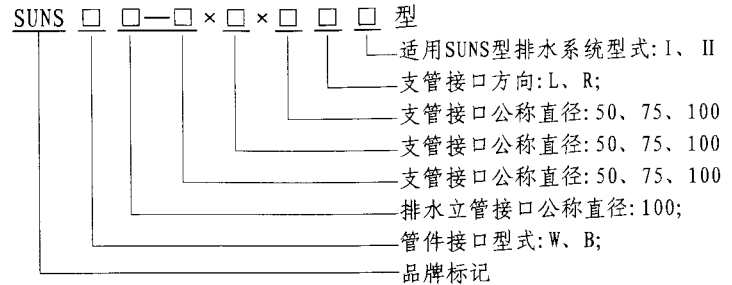 SUNS □ □—□×□×□ □ □ 型
适用SUNS型排水系统型式:I、II
支管接口方向:L、R;
支管接口公称直径:50、75、100
支管接口公称直径:50、75、100
支管接口公称直径:50、75、100
排水立管接口公称直径:100;
管件接口型式:W、B;
品牌标记